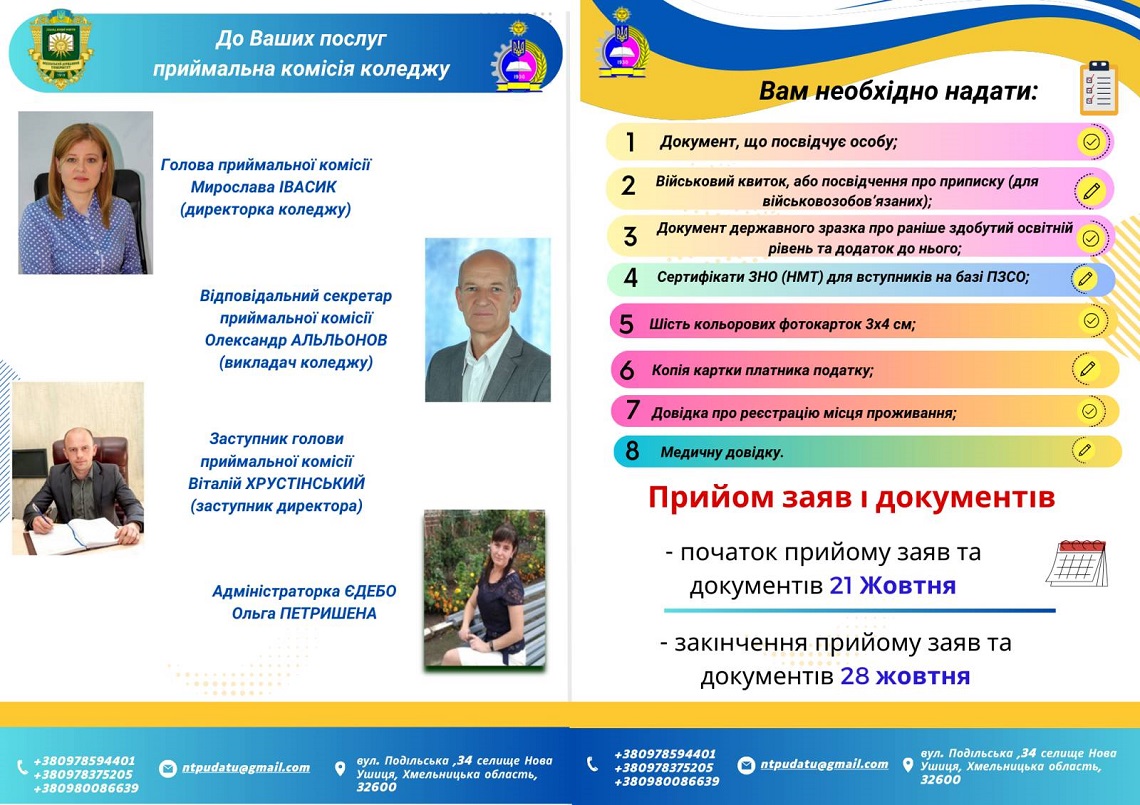 До Ваших послуг
приймальна комісія коледжу
Голова приймальної комісії
Мирослава ІВАСИК
(директорка коледжу)
Відповідальний секретар
приймальної комісії
Олександр АЛЬЛЬОНОВ
(викладач коледжу)
Заступник голови
приймальної комісії
Віталій ХРУСТІНСЬКИЙ
(заступник директора)
Адміністраторка ЄДЕБО
Ольга ПЕТРИШЕНА
+380978594401
+380978375205
+380980086639
ntpudatu@gmail.com
вул. Подільська ,34 селище Нова
Ушиця, Хмельницька область,
32600
1936
Вам необхідно надати:
1 Документ, що посвідчує особу;
2 Військовий квиток, або посвідчення про приписку (для
військовозобов’язаних);
3 Документ державного зразка про раніше здобутий освітній
рівень та додаток до нього;
4 Сертифікати ЗНО (НМТ) для вступників на базі ПЗСО;
5 Шість кольорових фотокарток 3х4 см;
6 Копія картки платника податку;
7 Довідка про реєстрацію місця проживання;
8 Медичну довідку.
Прийом заяв і документів
- початок прийому заяв та
документів 21 Жовтня
- закінчення прийому заяв та
документів 28 жовтня
+380978594401
+380978375205
+380980086639
ntpudatu@gmail.com
вул. Подільська ,34 селище Нова
Ушиця, Хмельницька область,
32600